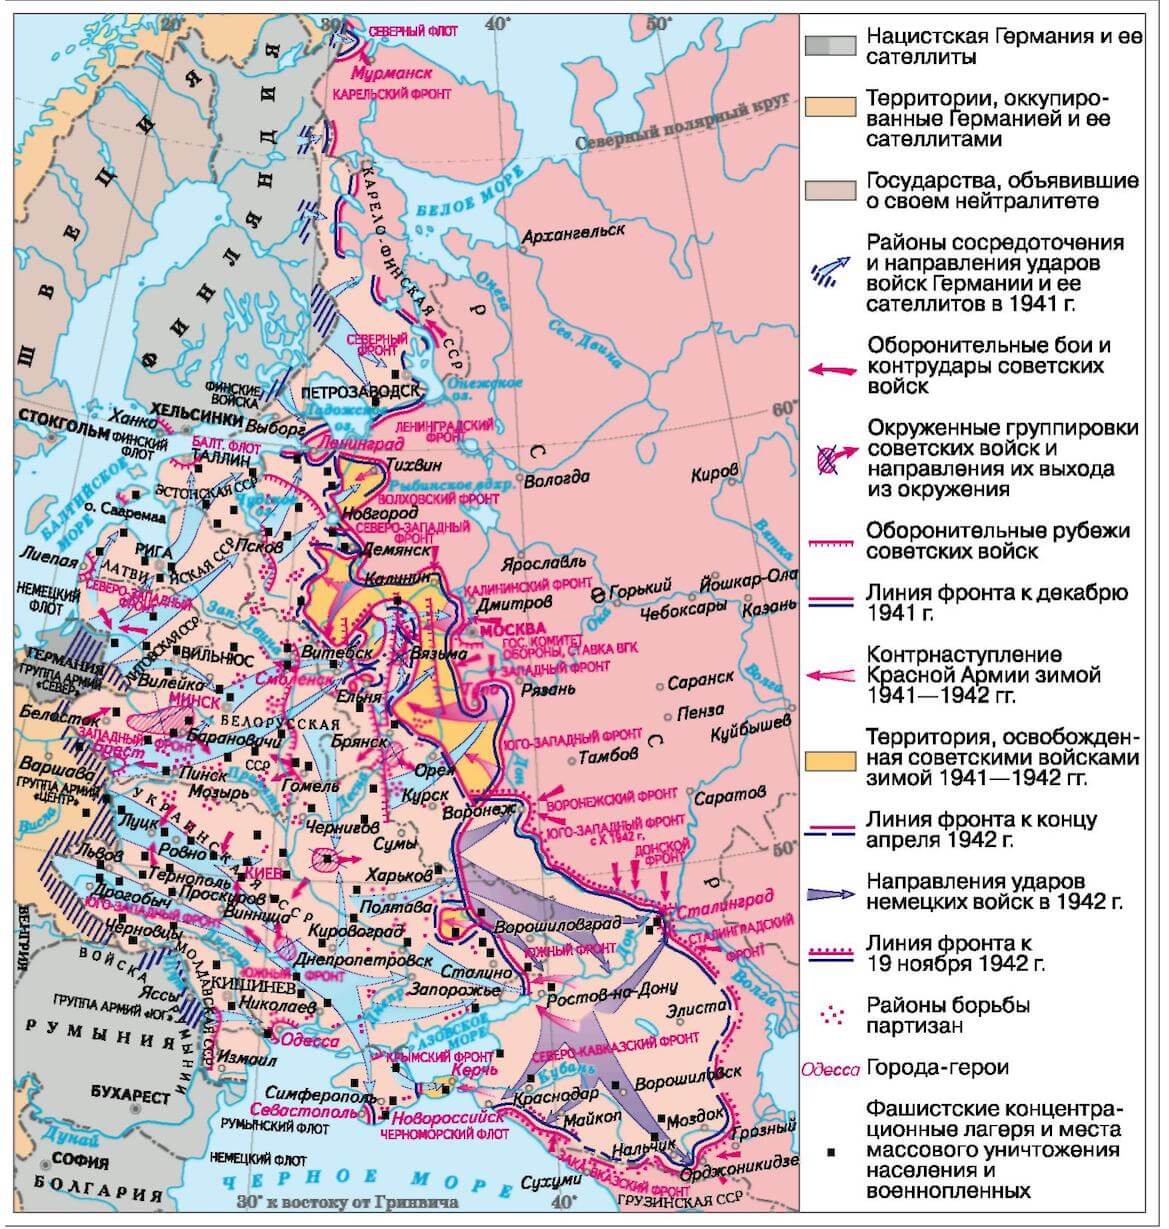 20°
30°
40°
50°
СЕВЕРНЫЙ ФЛОТ
Мурманск
КАРЕЛЬСКИЙ ФРОНТ
Северный полярный круг
ШВЕЦИЯ
ФИНЛЯНДИЯ
КАРЕЛО-ФИНСКАЯ ССР
БЕЛОЕ МОРЕ
Архангельск
Онега
Сев. Двина
С
С
Р
Р
СЕВЕРНЫЙ
ФРОНТ
ФИНСКИЕ
ВОЙСКА
ПЕТРОЗАВОДСК
Онежское
оз.
Ладожское
оз.
60°
СТОКГОЛЬМ
Ханко
ХЕЛЬСИНКИ
Выборг
ФИНСКИЙ
ФЛОТ
БАЛТ. ФЛОТ
ТАЛЛИН
Ленинград
ЛЕНИНГРАДСКИЙ
ФРОНТ
БАЛТИЙСКОЕ
МОРЕ
ЭСТОНСКАЯ ССР
Чудское
оз.
Тихвин
Рыбинское вдхр.
ВОЛХОВСКИЙ ФРОНТ
Вологда
Киров
о. Сааремаа
Новгород
СЕВЕРО-ЗАПАДНЫЙ
ФРОНТ
Вятка
Лиепая
РИГА
ЛАТВИЙСКАЯ ССР
Псков
Демянск
Ярославль
НЕМЕЦКИЙ
ФЛОТ
СЕВЕРО-ЗАПАДНЫЙ
ФРОНТ
Калинин
КАЛИНИНСКИЙ ФРОНТ
Горький
Йошкар-Ола
Дмитров
Чебоксары
Казань
Ока
Зап. Двина
МОСКВА
ГОС. КОМИТЕТ
ОБОРОНЫ, СТАВКА ВГК
ЗАПАДНЫЙ ФРОНТ
ГЕРМАНИЯ
ГРУППА АРМИЙ
«СЕВЕР»
ЛИТОВСКАЯ ССР
ВИЛЬНЮС
Витебск
Вязьма
Вилейка
Смоленск
Тула
Рязань
Саранск
Волга
МИНСК
Ельня
Пенза
Куйбышев
Белосток
БЕЛОРУССКАЯ
ССР
ЗАПАДНЫЙ ФРОНТ
Брест
Барановичи
Брянск
ЮГО-ЗАПАДНЫЙ ФРОНТ
Тамбов
Варшава
ГРУППА АРМИЙ
«ЦЕНТР»
Пинск
Мозырь
Припять
Гомель
Десна
Орел
Дон
Курск
Воронеж
ВОРОНЕЖСКИЙ ФРОНТ
Саратов
Висла
УКРАИНСКАЯ ССР
Луцк
Чернигов
Сумы
ЮГО-ЗАПАДНЫЙ ФРОНТ
с X 1942 г.
ДОНСКОЙ
ФРОНТ
50°
Львов
Ровно
КИЕВ
Харьков
Тернополь
Дрогобыч
Проскуров
Полтава
Сталинград
ЮГО-ЗАПАДНЫЙ ФРОНТ
Винница
Черновцы
Кировоград
Ворошиловград
СТАЛИНГРАДСКИЙ
ФРОНТ
ВЕНГРИЯ
ЮЖНЫЙ ФРОНТ
Дон
МОЛДАВСКАЯ ССР
Днепропетровск
Сталино
ВОЙСКА РУМЫНИИ
ЮЖНЫЙ ФРОНТ
Запорожье
Волга
Яссы
КИШИНЕВ
Днепр
Ростов-на-Дону
ГРУППА АРМИЙ «ЮГ»
Николаев
Элиста
РУМЫНИЯ
АЗОВСКОЕ
МОРЕ
Одесса
СЕВЕРО-КАВКАЗСКИЙ ФРОНТ
КРЫМСКИЙ ФРОНТ
Измаил
Керчь
Кубань
Ворошиловск
Симферополь
Краснодар
БУХАРЕСТ
Севастополь
Новороссийск
Майкоп
Моздок
РУМЫНСКИЙ ФЛОТ
ЧЕРНОМОРСКИЙ ФЛОТ
Грозный
Дунай
Нальчик
СОФИЯ
НЕМЕЦКИЙ ФЛОТ
ЗАКАВКАЗСКИЙ ФРОНТ
Орджоникидзе
БОЛГАРИЯ
ЧЕРНОЕ МОРЕ
Сухуми
ГРУЗИНСКАЯ ССР
30° к востоку от Гринвича
40°
Нацистская Германия и ее
сателлиты
Территории, оккупиро-
ванные Германией и ее
сателлитами
Государства, объявившие
о своем нейтралитете
Районы сосредоточения
и направления ударов
войск Германии и ее
сателлитов в 1941 г.
Оборонительные бои и
контрудары советских
войск
Окруженные группировки
советских войск и
направления их выхода
из окружения
Оборонительные рубежи
советских войск
Линия фронта к декабрю
1941 г.
Контрнаступление
Красной Армии зимой
1941—1942 гг.
Территория, освобожден-
ная советскими войсками
зимой 1941—1942 гг.
Линия фронта к концу
апреля 1942 г.
Направления ударов
немецких войск в 1942 г.
Линия фронта к
19 ноября 1942 г.
Районы борьбы
партизан
Одесса Города-герои
Фашистские концентра-
ционные лагеря и места
массового уничтожения
населения и
военнопленных